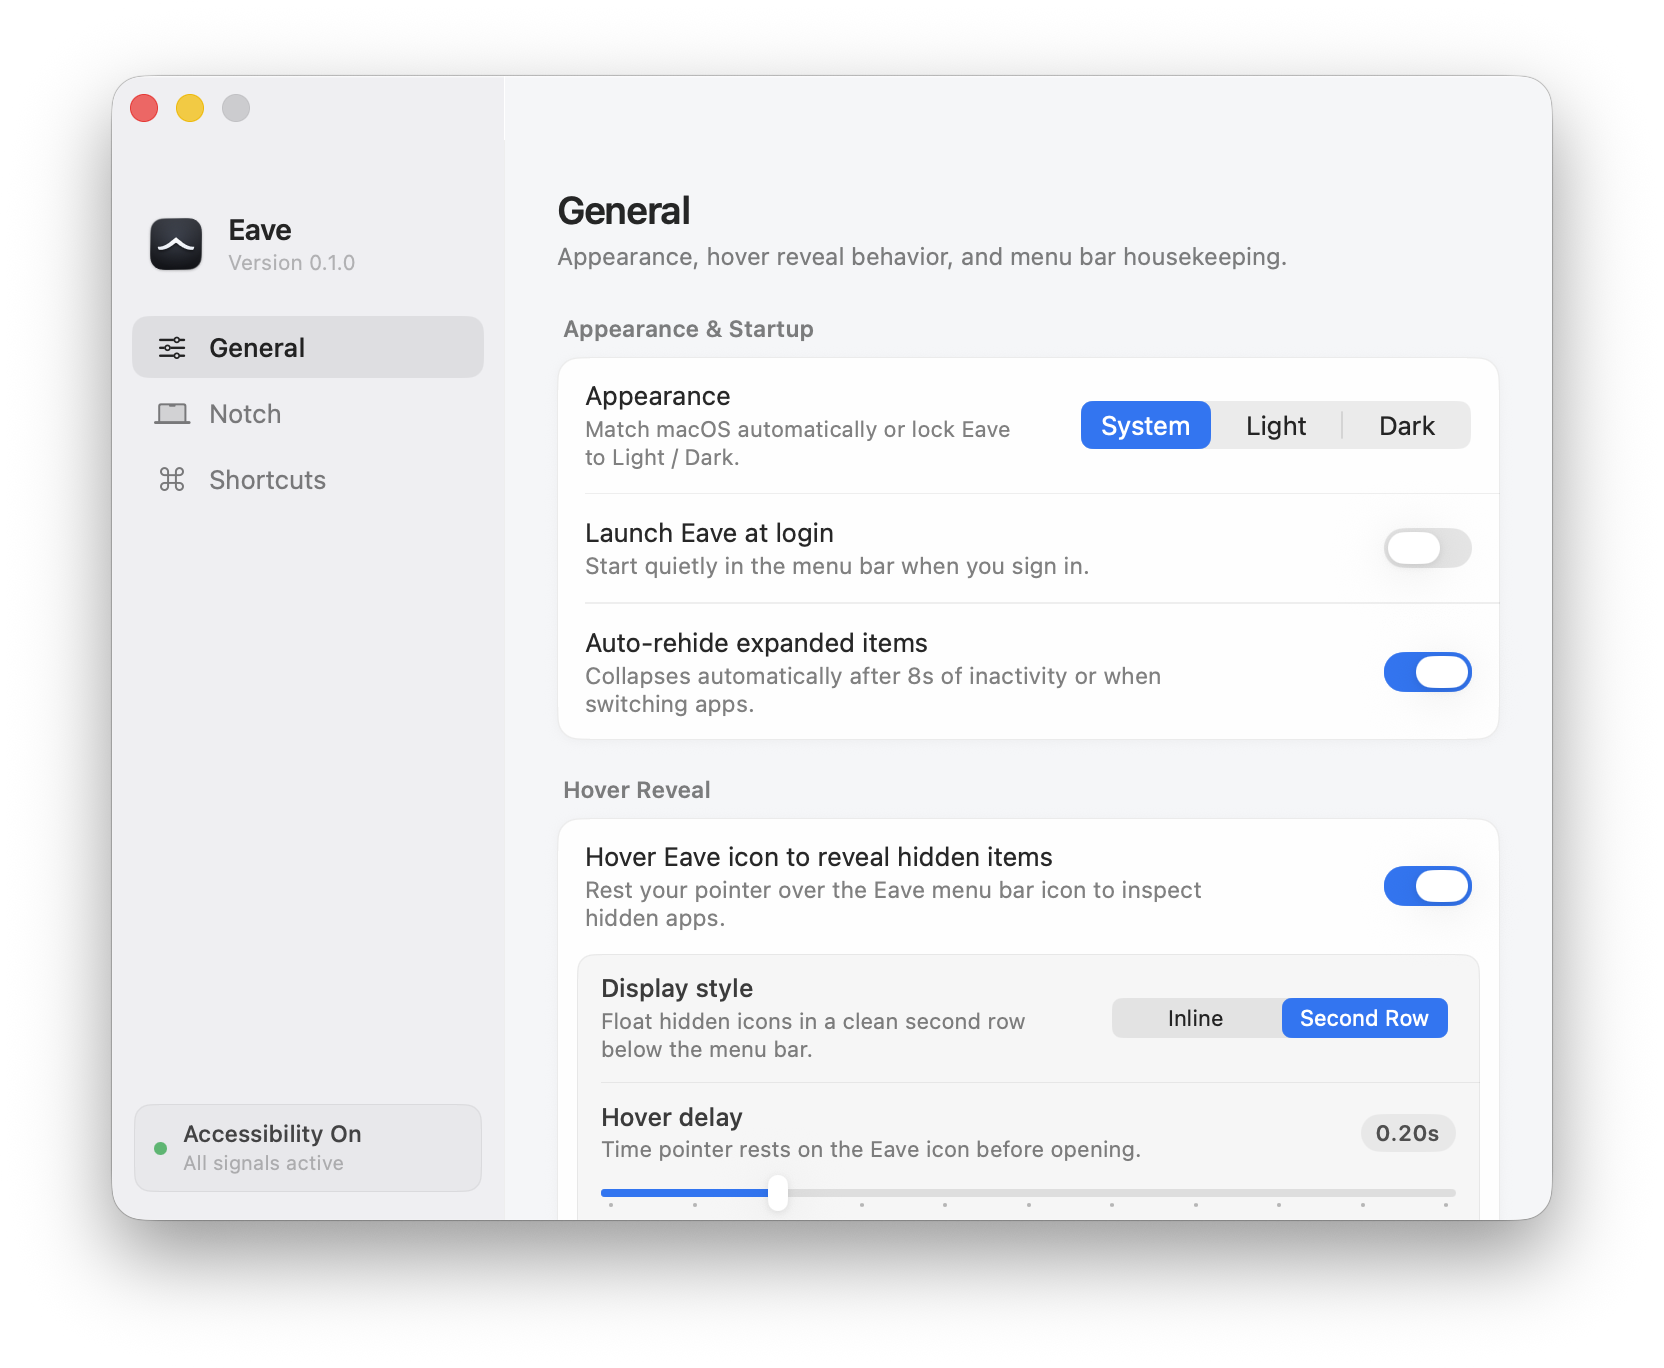 Eave
Version 0.1.0
General
Notch
Shortcuts
Accessibility On
All signals active
General
Appearance, hover reveal behavior, and menu bar housekeeping.
Appearance & Startup
Appearance
Match macOS automatically or lock Eave
to Light / Dark.
System Light Dark
Launch Eave at login
Start quietly in the menu bar when you sign in.
Auto-rehide expanded items
Collapses automatically after 8s of inactivity or when
switching apps.
Hover Reveal
Hover Eave icon to reveal hidden items
Rest your pointer over the Eave menu bar icon to inspect
hidden apps.
Display style
Float hidden icons in a clean second row
below the menu bar.
Inline Second Row
Hover delay
Time pointer rests on the Eave icon before opening.
0.20s